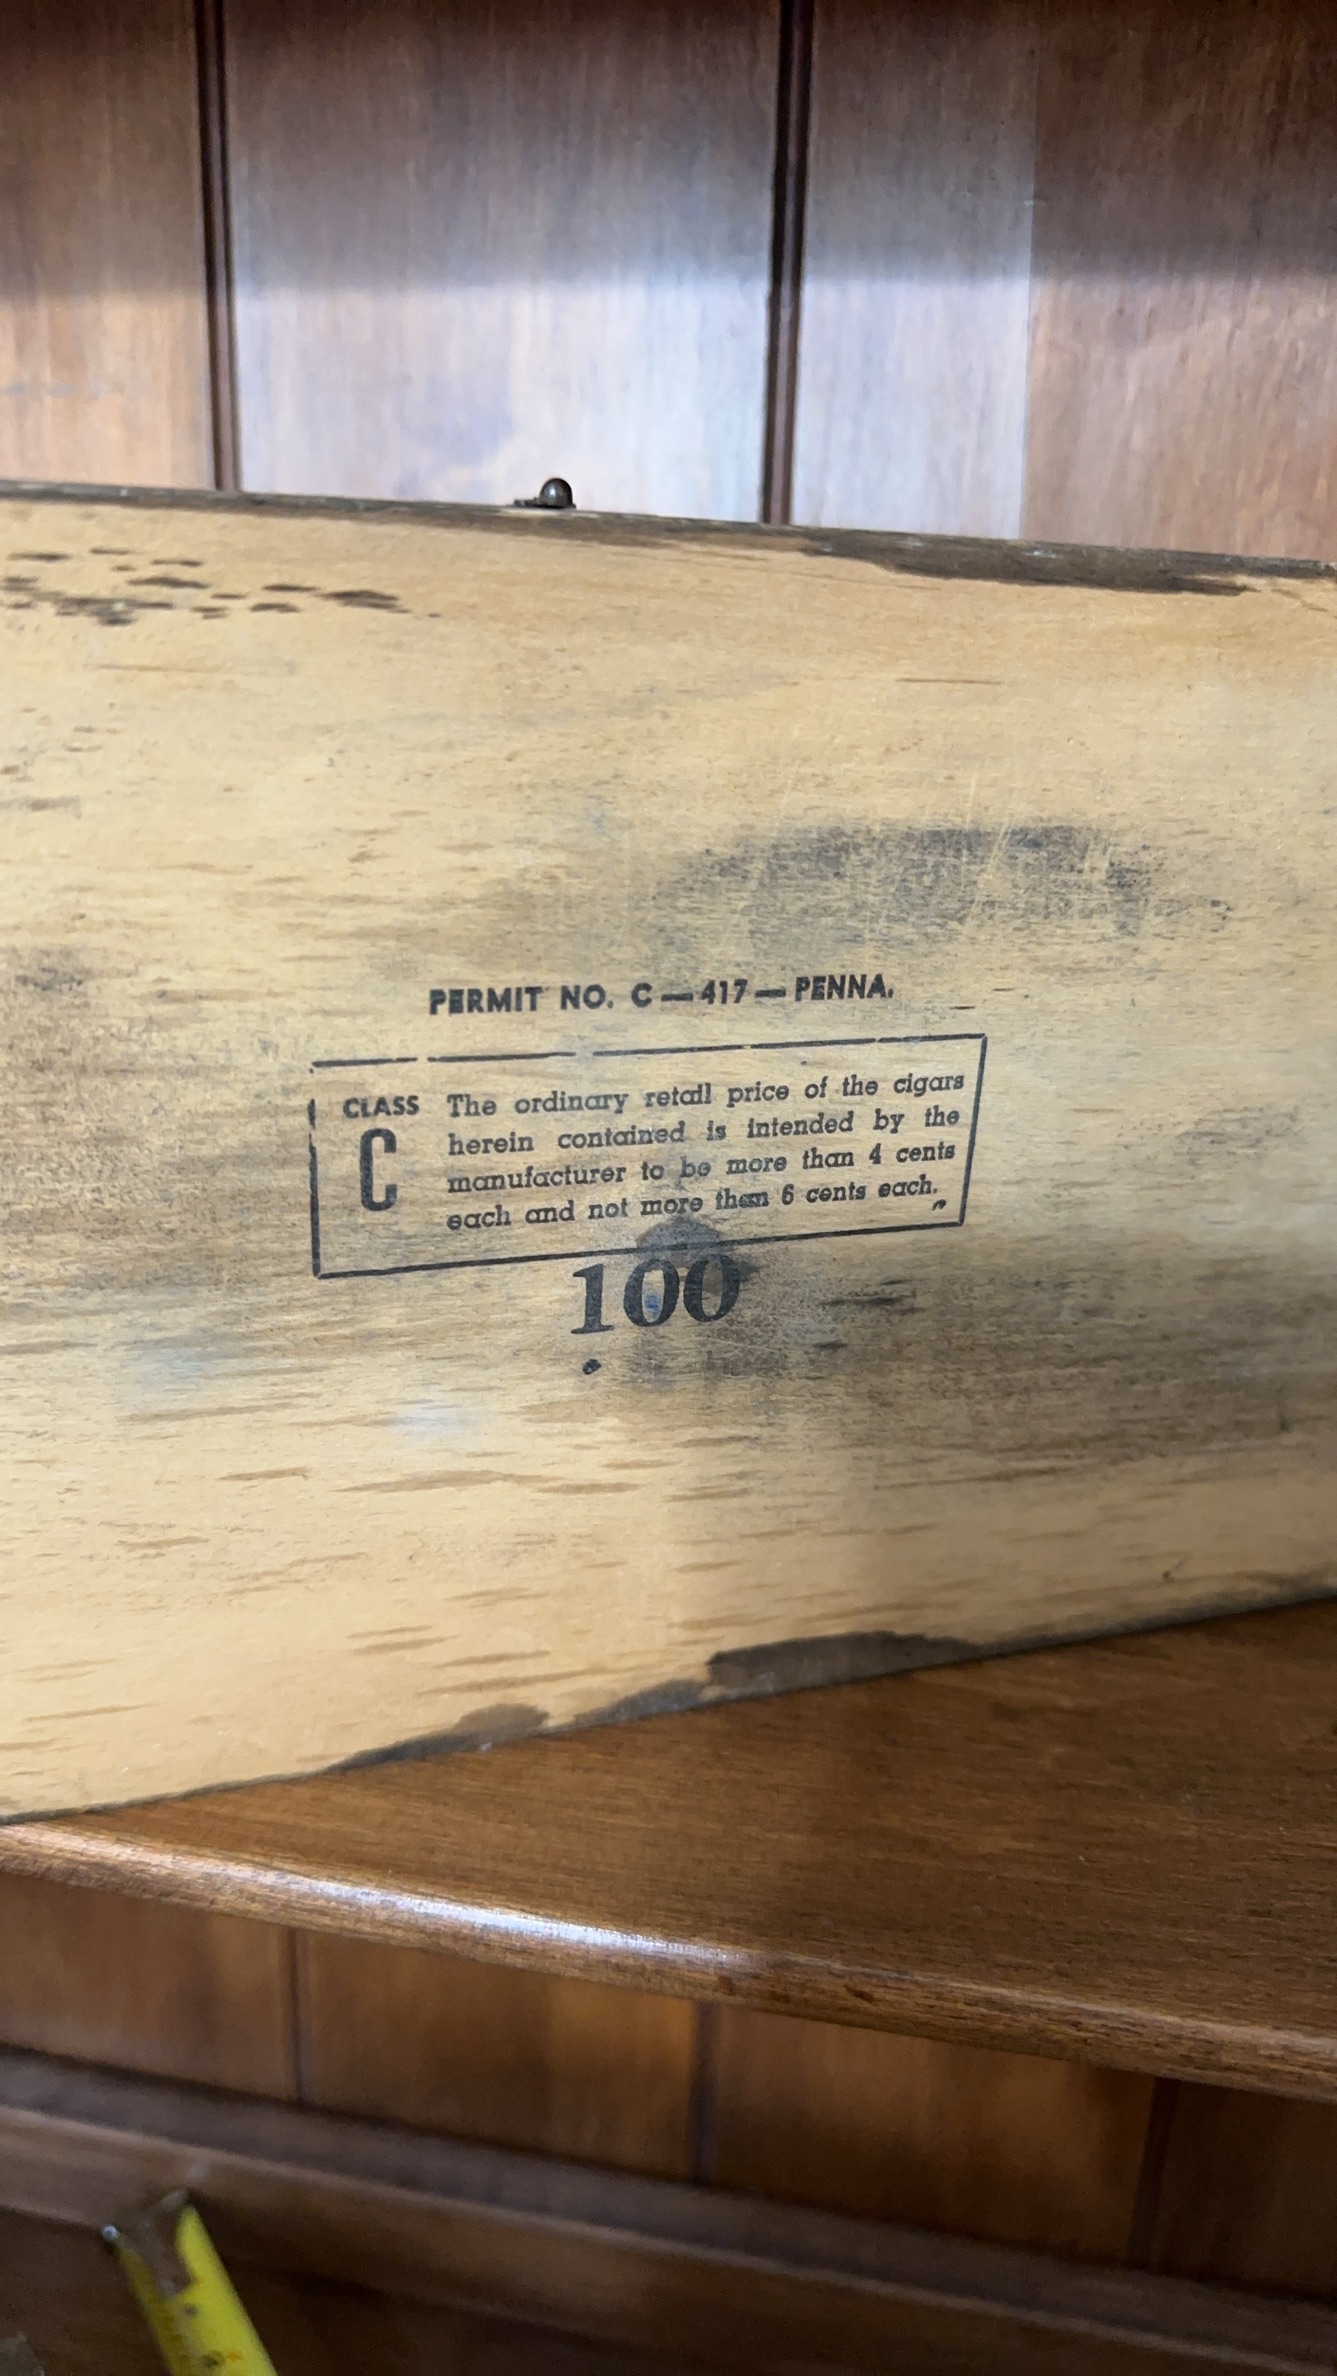 PERMIT NO. C — 417 — PENNA.
CLASS
C
The ordinary retail price of the cigars
herein contained is intended by the
manufacturer to be more than 4 cents
each and not more than 6 cents each.
100